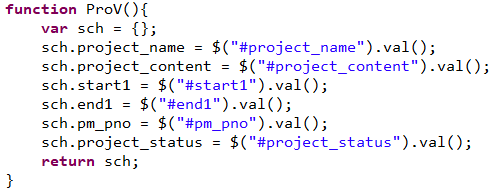 function ProV(){
    var sch = {};
    sch.project_name = $("#project_name").val();
    sch.project_content = $("#project_content").val();
    sch.start1 = $("#start1").val();
    sch.end1 = $("#end1").val();
    sch.pm_pno = $("#pm_pno").val();
    sch.project_status = $("#project_status").val();
    return sch;
}